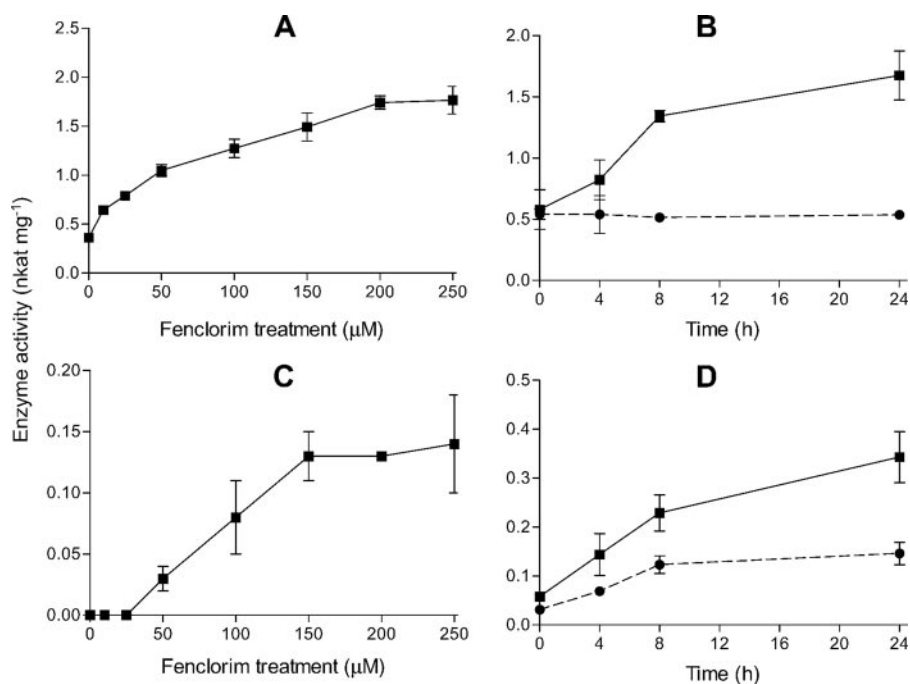 A
B
2.5
2.0
1.5
1.0
0.5
0.0
0 50 100 150 200 250
Fenclorim treatment (μM)
2.0
1.5
1.0
0.5
0.0
0 4 8 12 16 20 24
Time (h)
Enzyme activity (nkat mg⁻¹)
C
D
0.20
0.15
0.10
0.05
0.00
0 50 100 150 200 250
Fenclorim treatment (μM)
0.5
0.4
0.3
0.2
0.1
0.0
0 4 8 12 16 20 24
Time (h)